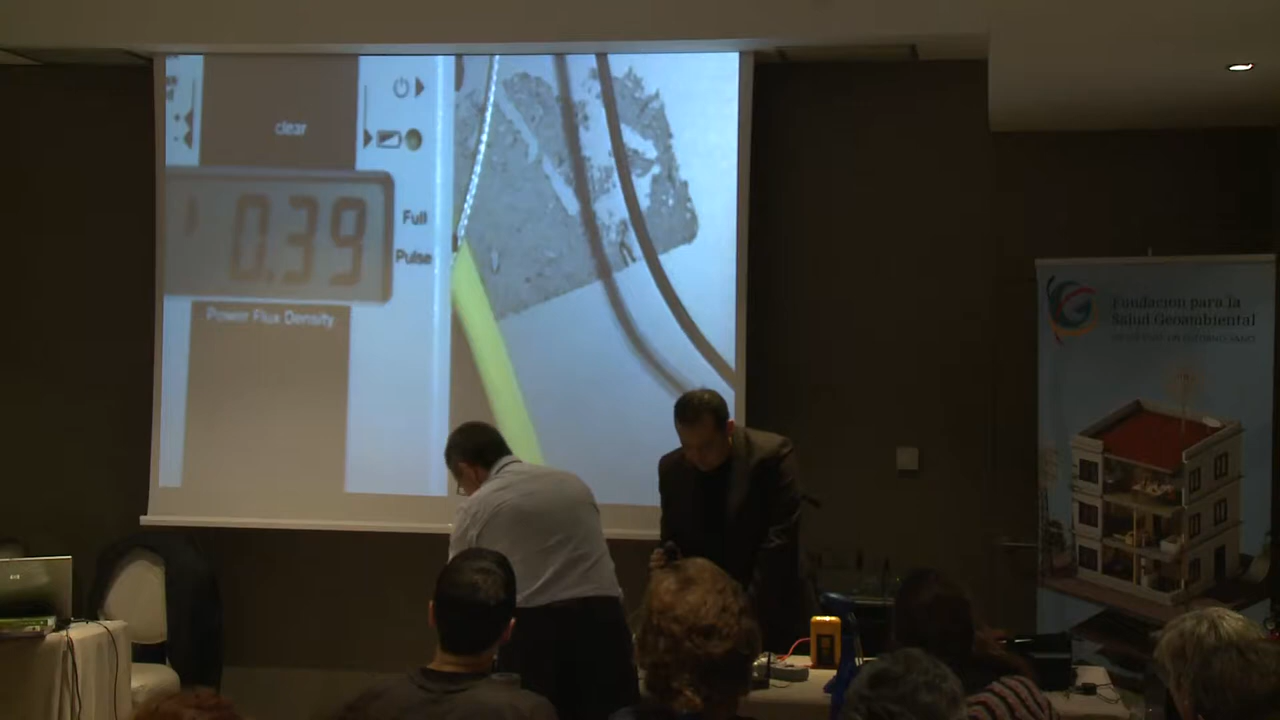 clear
0.39
Full
Pulse
Power Flux Density
Fundación para la
Salud Geoambiental